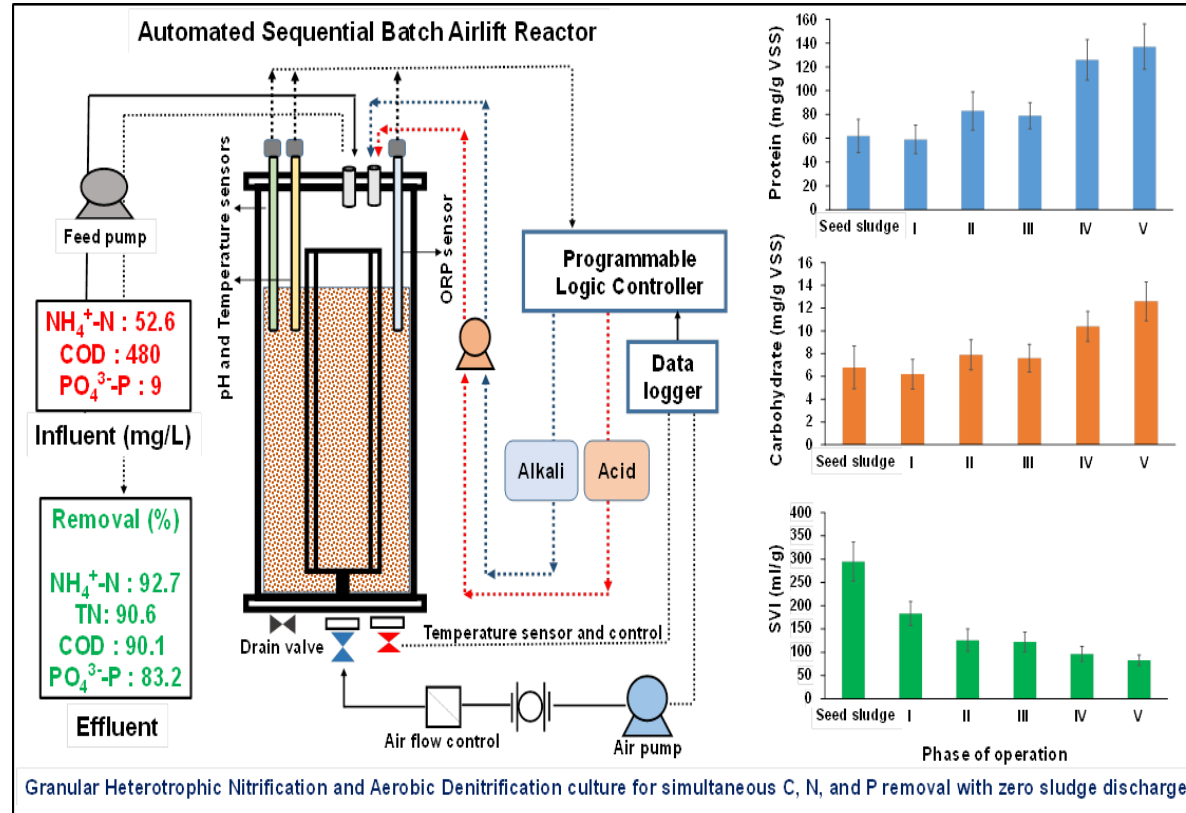 Automated Sequential Batch Airlift Reactor
Feed pump
NH₄⁺-N : 52.6
COD : 480
PO₄³⁻-P : 9
Influent (mg/L)
Removal (%)
NH₄⁺-N : 92.7
TN: 90.6
COD : 90.1
PO₄³⁻-P : 83.2
Effluent
pH and Temperature sensors
ORP sensor
Programmable
Logic Controller
Data
logger
Alkali
Acid
Drain valve
Temperature sensor and control
Air flow control
Air pump
Protein (mg/g VSS)
160
140
120
100
80
60
40
20
0
Seed sludge I II III IV V
Carbohydrate (mg/g VSS)
16
14
12
10
8
6
4
2
0
Seed sludge I II III IV V
SVI (ml/g)
400
350
300
250
200
150
100
50
0
Seed sludge I II III IV V
Phase of operation
Granular Heterotrophic Nitrification and Aerobic Denitrification culture for simultaneous C, N, and P removal with zero sludge discharge